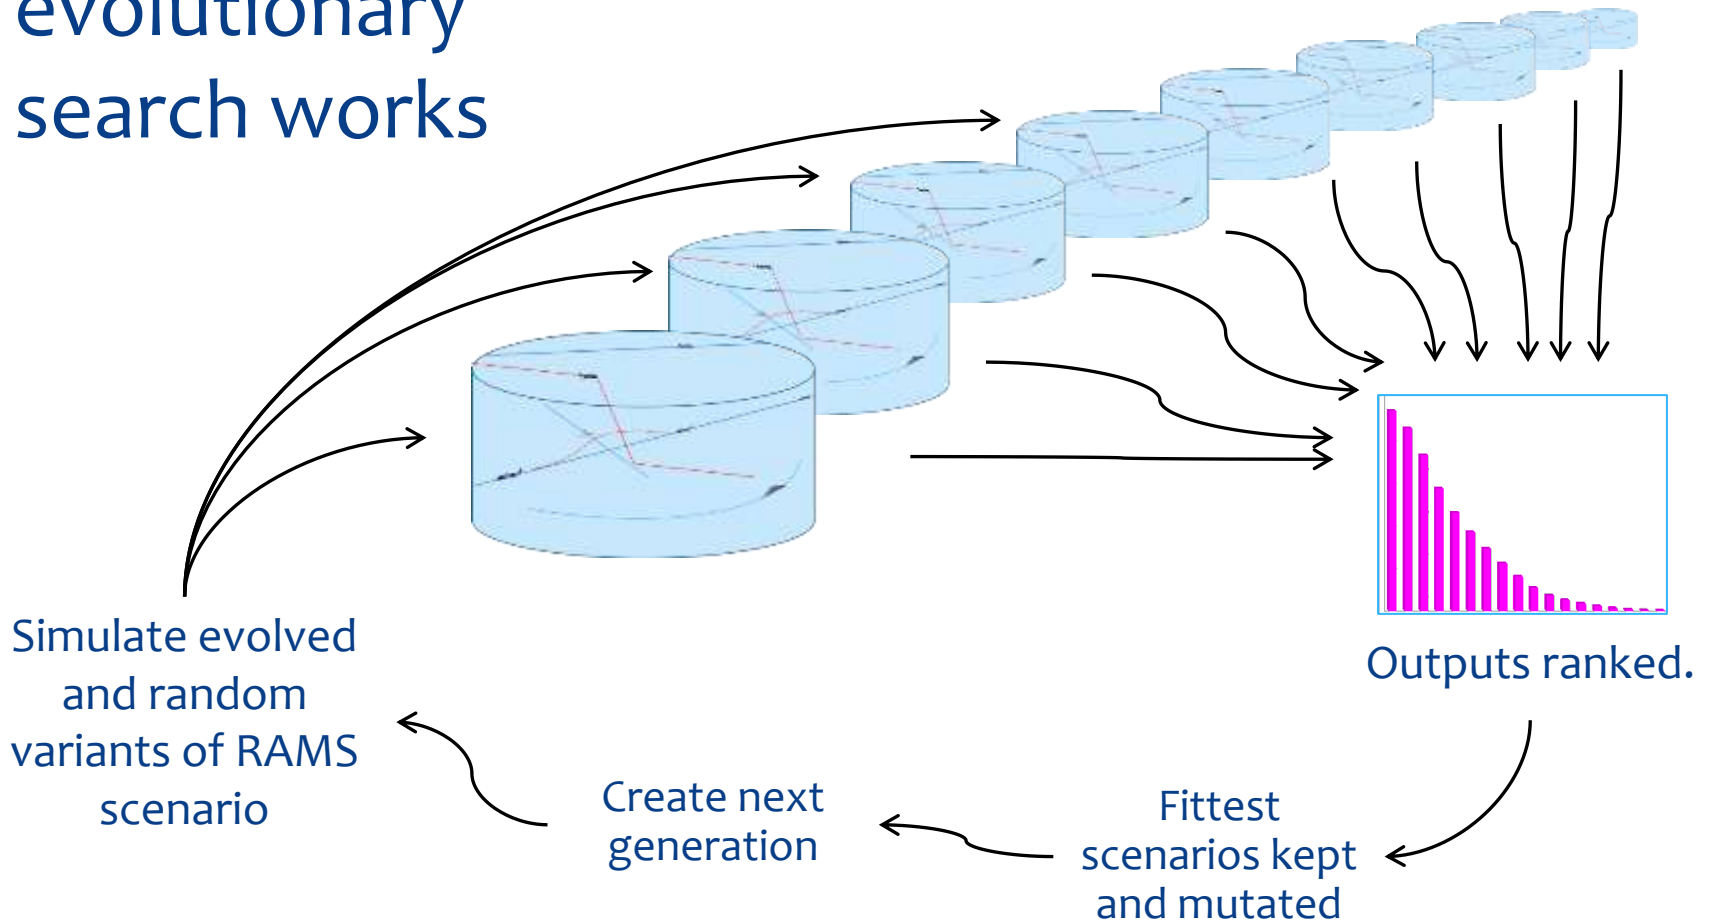 evolutionary
search works
Simulate evolved
and random
variants of RAMS
scenario
Create next
generation
Fittest
scenarios kept
and mutated
Outputs ranked.